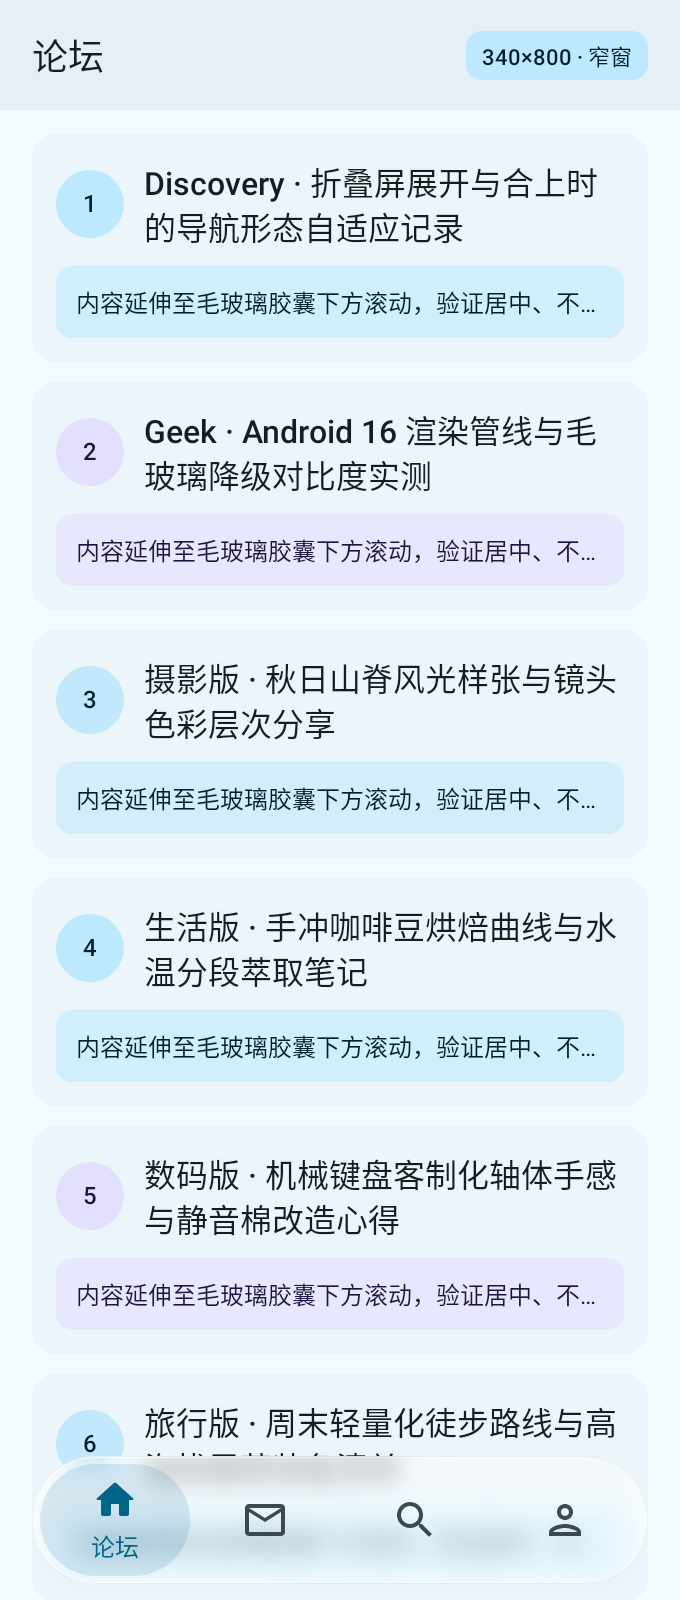 论坛
340×800 · 窄窗
1
Discovery · 折叠屏展开与合上时
的导航形态自适应记录
内容延伸至毛玻璃胶囊下方滚动，验证居中、不…
2
Geek · Android 16 渲染管线与毛
玻璃降级对比度实测
内容延伸至毛玻璃胶囊下方滚动，验证居中、不…
3
摄影版 · 秋日山脊风光样张与镜头
色彩层次分享
内容延伸至毛玻璃胶囊下方滚动，验证居中、不…
4
生活版 · 手冲咖啡豆烘焙曲线与水
温分段萃取笔记
内容延伸至毛玻璃胶囊下方滚动，验证居中、不…
5
数码版 · 机械键盘客制化轴体手感
与静音棉改造心得
内容延伸至毛玻璃胶囊下方滚动，验证居中、不…
6
旅行版 · 周末轻量化徒步路线与高
论坛